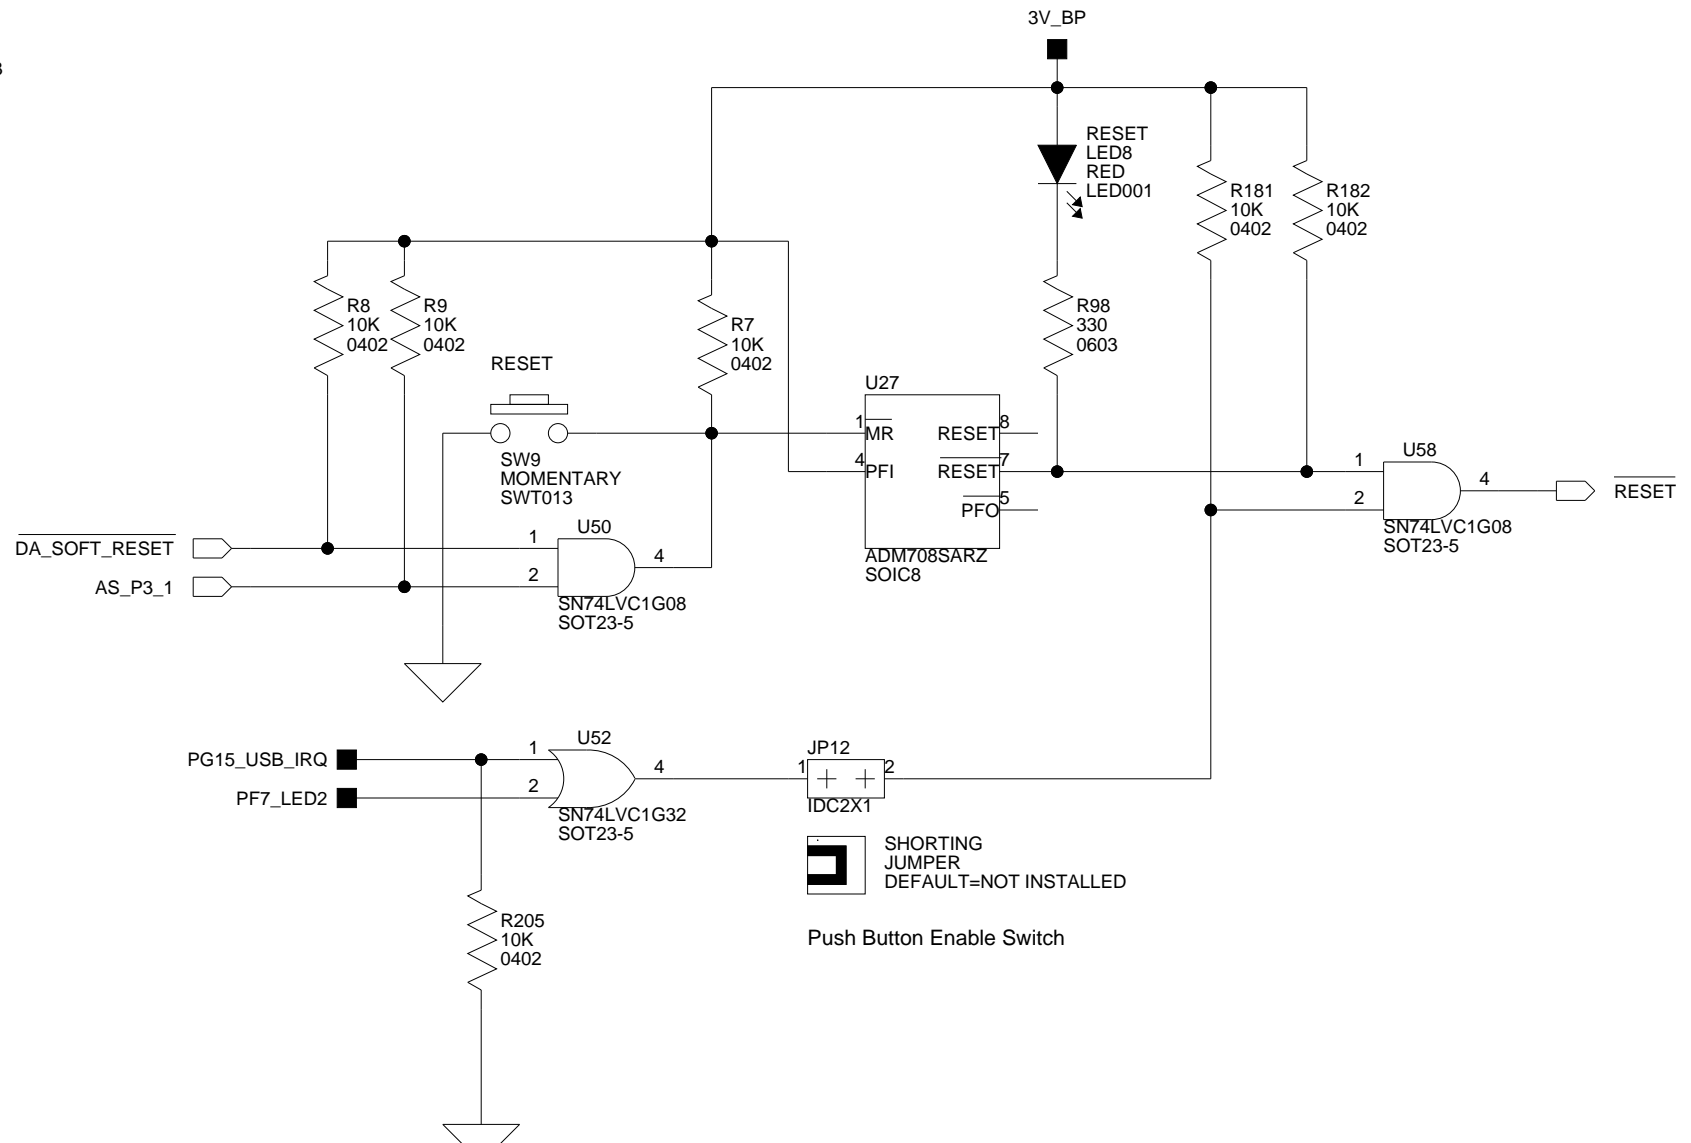 3V_BP
RESET
LED8
RED
LED001
R181
10K
0402
R182
10K
0402
R8
10K
0402
R9
10K
0402
R7
10K
0402
R98
330
0603
RESET
SW9
MOMENTARY
SWT013
U27
1
MR
4
PFI
RESET
8
RESET
7
PFO
5
ADM708SARZ
SOIC8
U58
1
2
4
SN74LVC1G08
SOT23-5
RESET
DA_SOFT_RESET
AS_P3_1
U50
1
2
4
SN74LVC1G08
SOT23-5
PG15_USB_IRQ
PF7_LED2
U52
1
2
4
SN74LVC1G32
SOT23-5
JP12
1
2
IDC2X1
SHORTING
JUMPER
DEFAULT=NOT INSTALLED
Push Button Enable Switch
R205
10K
0402